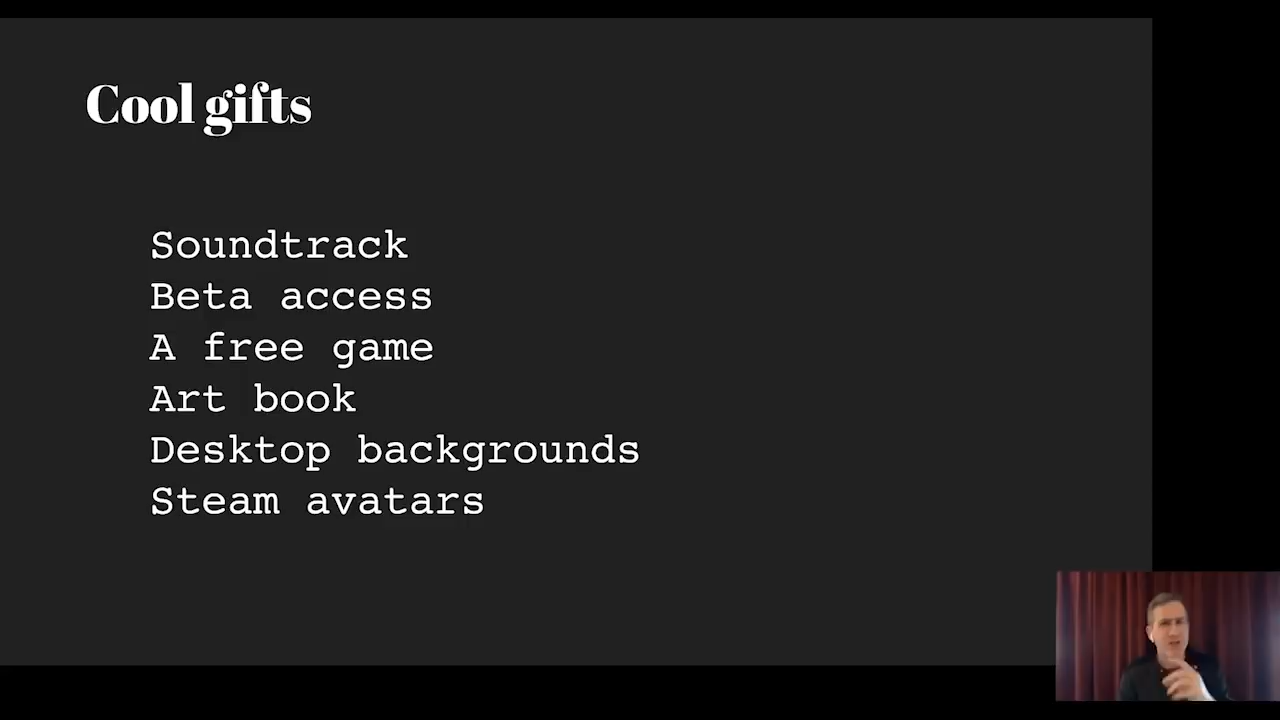 Cool gifts
Soundtrack
Beta access
A free game
Art book
Desktop backgrounds
Steam avatars